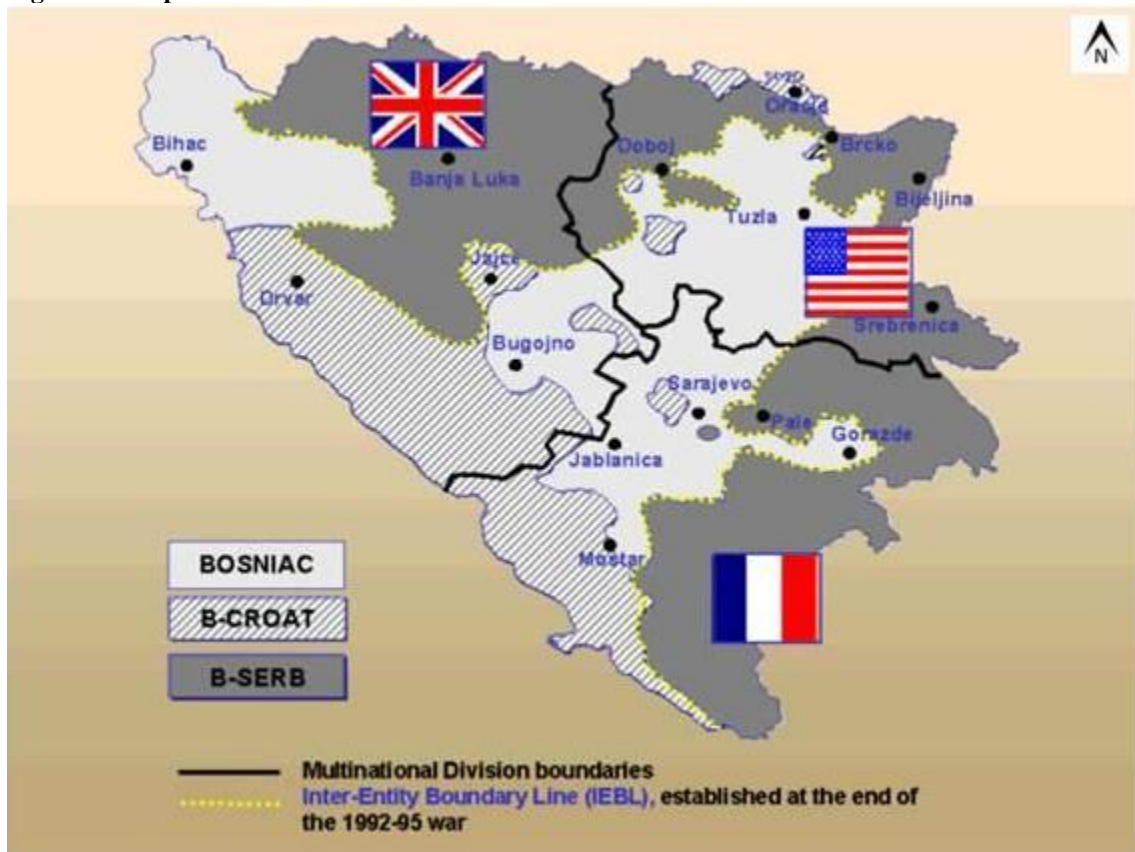 N
Orasje
Bihac
Doboj
Brcko
Banja Luka
Bijeljina
Tuzla
Jajce
Drvar
Srebrenica
Bugojno
Sarajevo
Pale
Gorazde
Jablanica
Mostar
BOSNIAC
B-CROAT
B-SERB
Multinational Division boundaries
Inter-Entity Boundary Line (IEBL), established at the end of
the 1992-95 war